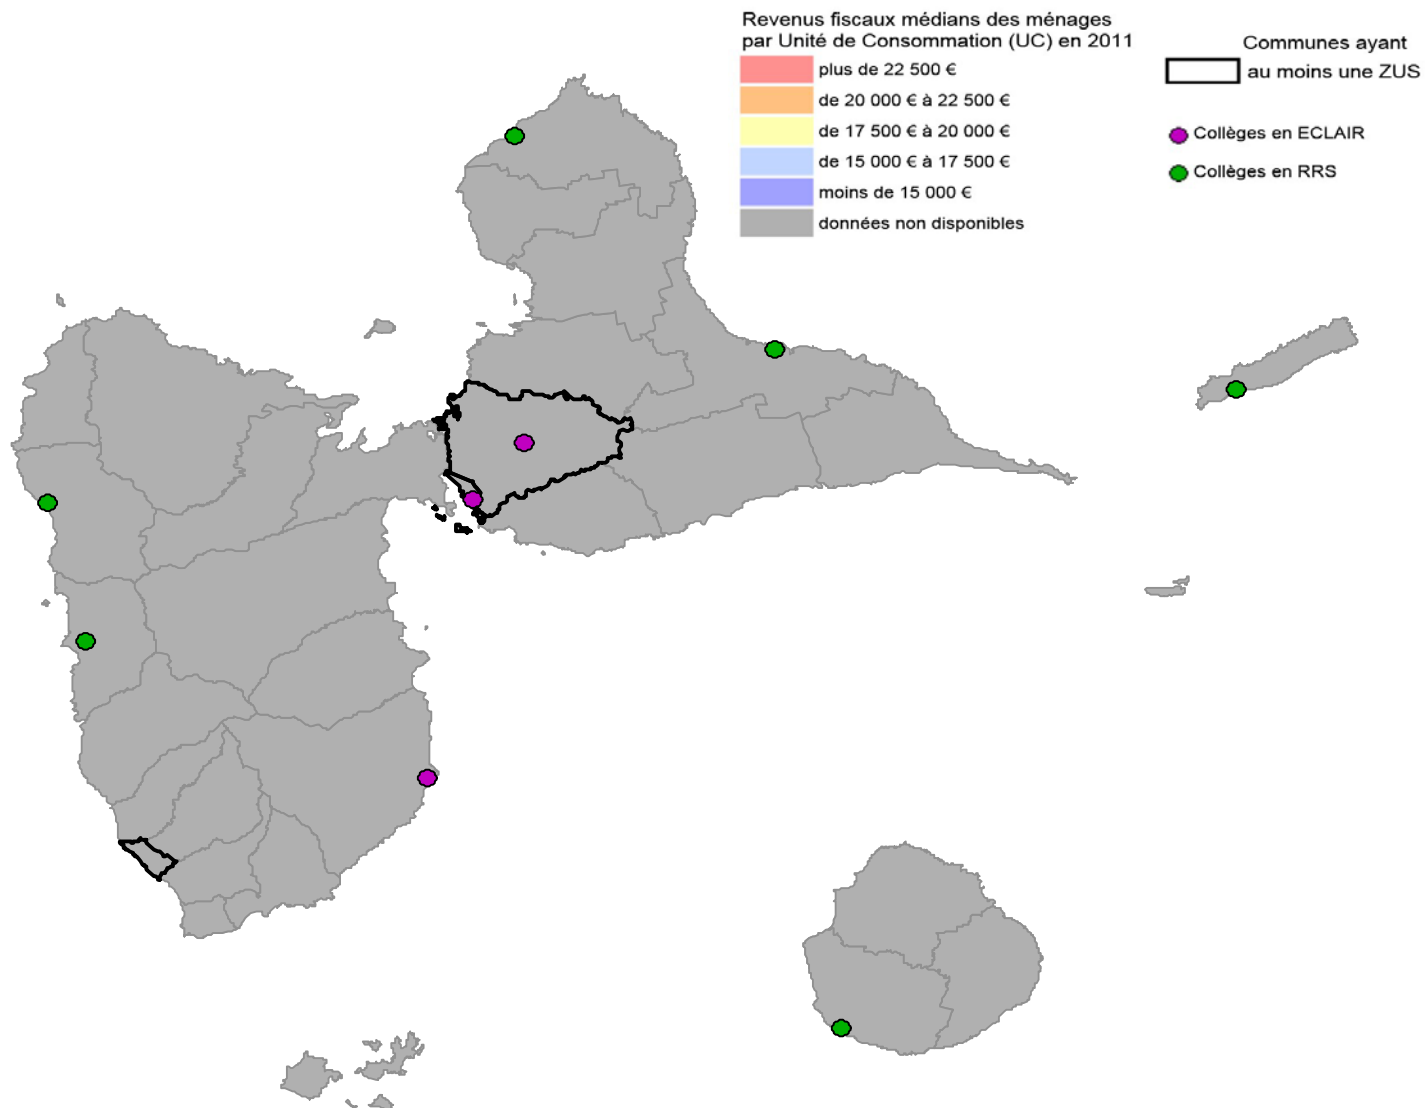 Revenus fiscaux médians des ménages
par Unité de Consommation (UC) en 2011
plus de 22 500 €
de 20 000 € à 22 500 €
de 17 500 € à 20 000 €
de 15 000 € à 17 500 €
moins de 15 000 €
données non disponibles
Communes ayant
au moins une ZUS
Collèges en ECLAIR
Collèges en RRS